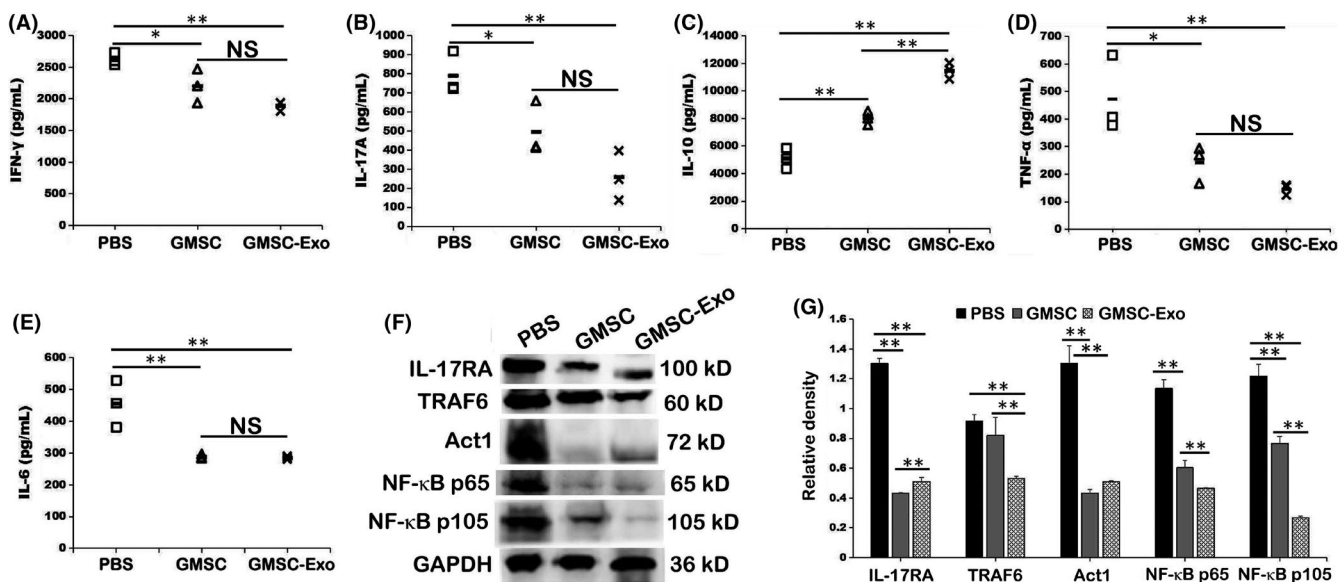 (A)
**
*
NS
IFN-γ (pg/mL)
3000
2500
2000
1500
1000
500
0
PBS GMSC GMSC-Exo
(B)
**
*
NS
IL-17A (pg/mL)
1000
900
800
700
600
500
400
300
200
100
0
PBS GMSC GMSC-Exo
(C)
**
**
**
IL-10 (pg/mL)
14000
12000
10000
8000
6000
4000
2000
0
PBS GMSC GMSC-Exo
(D)
**
*
NS
TNF-α (pg/mL)
700
600
500
400
300
200
100
0
PBS GMSC GMSC-Exo
(E)
**
**
NS
IL-6 (pg/mL)
600
500
400
300
200
100
0
PBS GMSC GMSC-Exo
(F)
PBS GMSC GMSC-Exo
IL-17RA 100 kD
TRAF6 60 kD
Act1 72 kD
NF-κB p65 65 kD
NF-κB p105 105 kD
GAPDH 36 kD
(G)
PBS GMSC GMSC-Exo
Relative density
1.6
1.4
1.2
1
0.8
0.6
0.4
0.2
0
** ** **
** **
** **
** **
** ** **
IL-17RA TRAF6 Act1 NF-κB p65 NF-κB p105